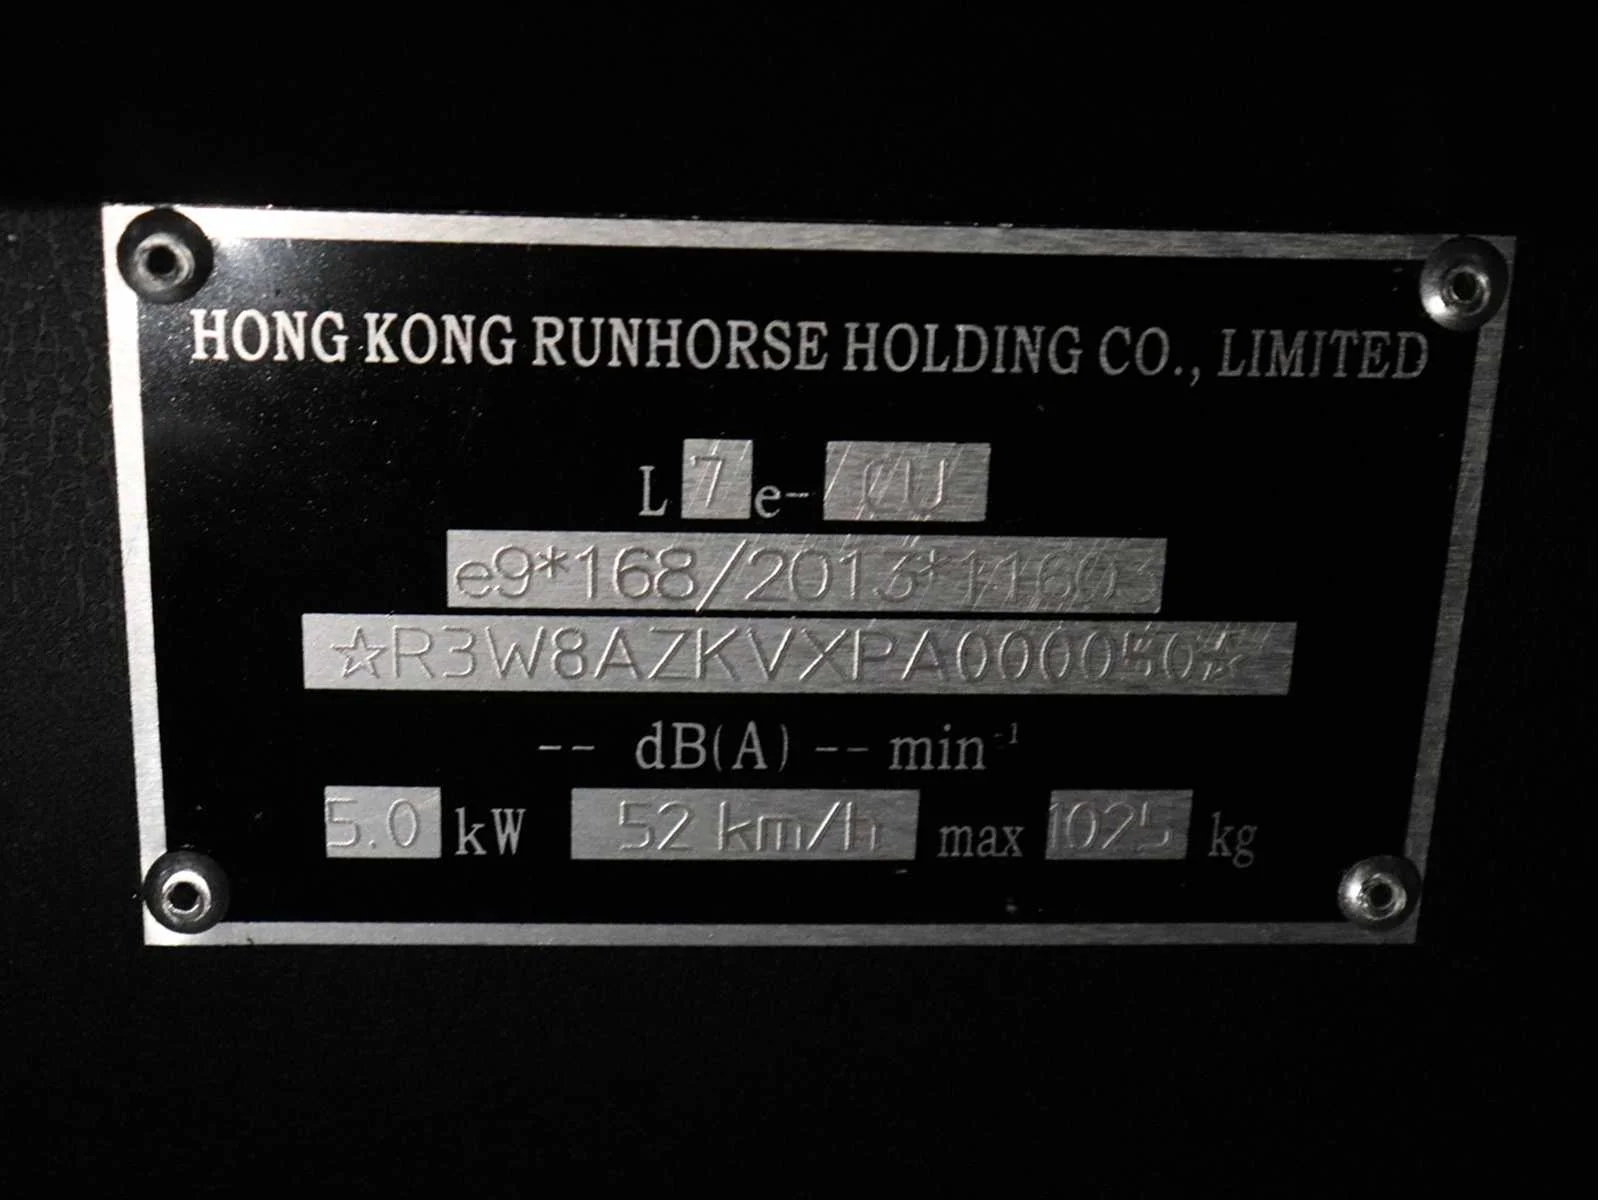 HONG KONG RUNHORSE HOLDING CO., LIMITED
L 7 e- CU
e9*168/2013*11603
☆R3W8AZKVXPA000050☆
-- dB(A) -- min⁻¹
5.0 kW 52 km/h max 1025 kg